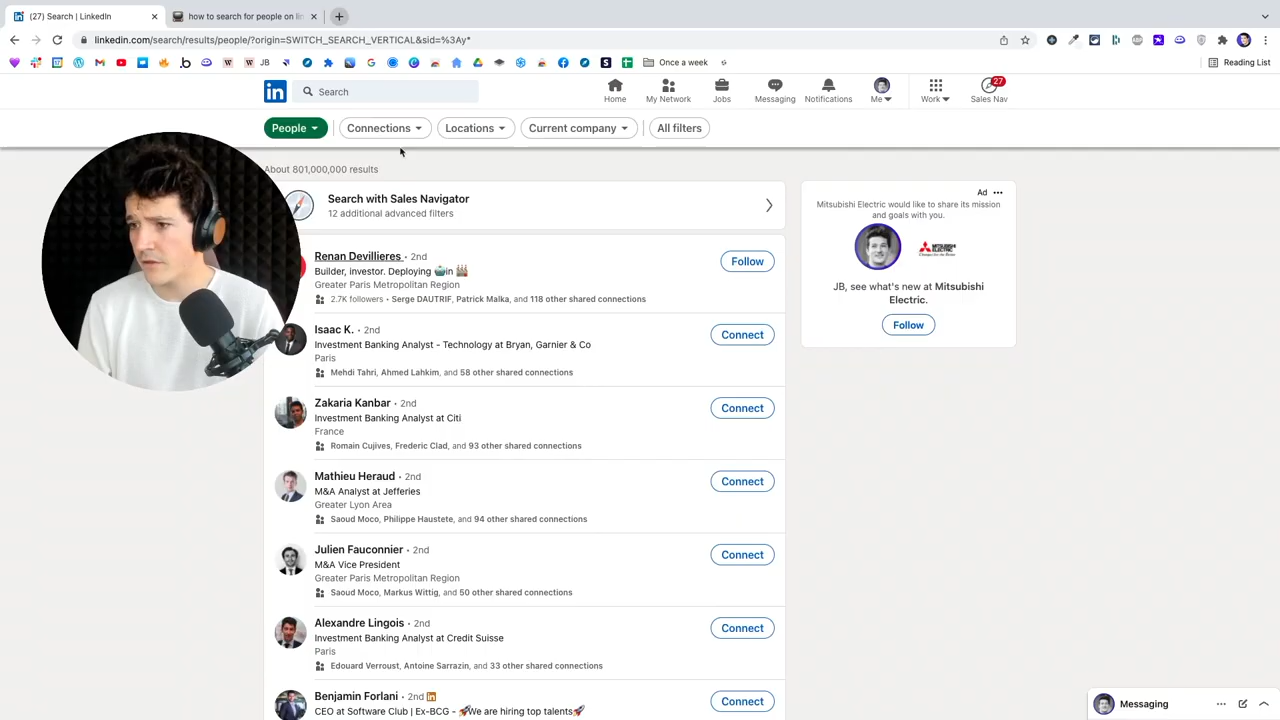 (27) Search | LinkedIn
how to search for people on lin
linkedin.com/search/results/people/?origin=SWITCH_SEARCH_VERTICAL&sid=%3Ay*
JB
Once a week
Reading List
in
Search
Home
My Network
Jobs
Messaging
Notifications
Me
Work
27
Sales Nav
People
Connections
Locations
Current company
All filters
About 801,000,000 results
Search with Sales Navigator
12 additional advanced filters
Renan Devillieres • 2nd
Builder, investor. Deploying 🤖in 🏭
Greater Paris Metropolitan Region
2.7K followers • Serge DAUTRIF, Patrick Malka, and 118 other shared connections
Follow
Isaac K. • 2nd
Investment Banking Analyst - Technology at Bryan, Garnier & Co
Paris
Mehdi Tahri, Ahmed Lahkim, and 58 other shared connections
Connect
Zakaria Kanbar • 2nd
Investment Banking Analyst at Citi
France
Romain Cujives, Frederic Clad, and 93 other shared connections
Connect
Mathieu Heraud • 2nd
M&A Analyst at Jefferies
Greater Lyon Area
Saoud Moco, Philippe Haustete, and 94 other shared connections
Connect
Julien Fauconnier • 2nd
M&A Vice President
Greater Paris Metropolitan Region
Saoud Moco, Markus Wittig, and 50 other shared connections
Connect
Alexandre Lingois • 2nd
Investment Banking Analyst at Credit Suisse
Paris
Edouard Verroust, Antoine Sarrazin, and 33 other shared connections
Connect
Benjamin Forlani • 2nd in
CEO at Software Club | Ex-BCG - 🚀We are hiring top talents🚀
Connect
Ad •••
Mitsubishi Electric would like to share its mission
and goals with you.
MITSUBISHI
ELECTRIC
JB, see what's new at Mitsubishi
Electric.
Follow
Messaging